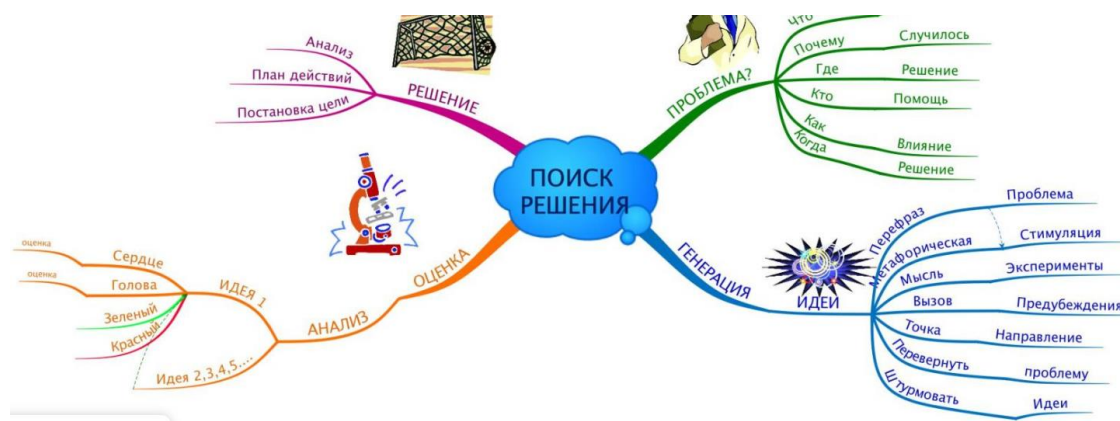 ПОИСК
РЕШЕНИЯ
ПРОБЛЕМА?
Что
Почему
Случилось
Где
Решение
Кто
Помощь
Как
Влияние
Когда
Решение
ГЕНЕРАЦИЯ
ИДЕИ
Перефраз
Проблема
Метафорическая
Стимуляция
Мысль
Эксперименты
Вызов
Предубеждения
Точка
Направление
Перевернуть
проблему
Штурмовать
Идеи
ОЦЕНКА
АНАЛИЗ
ИДЕЯ 1
Сердце
оценка
Голова
оценка
Зеленый
Красный
Идея 2,3,4,5....
РЕШЕНИЕ
Анализ
План действий
Постановка цели